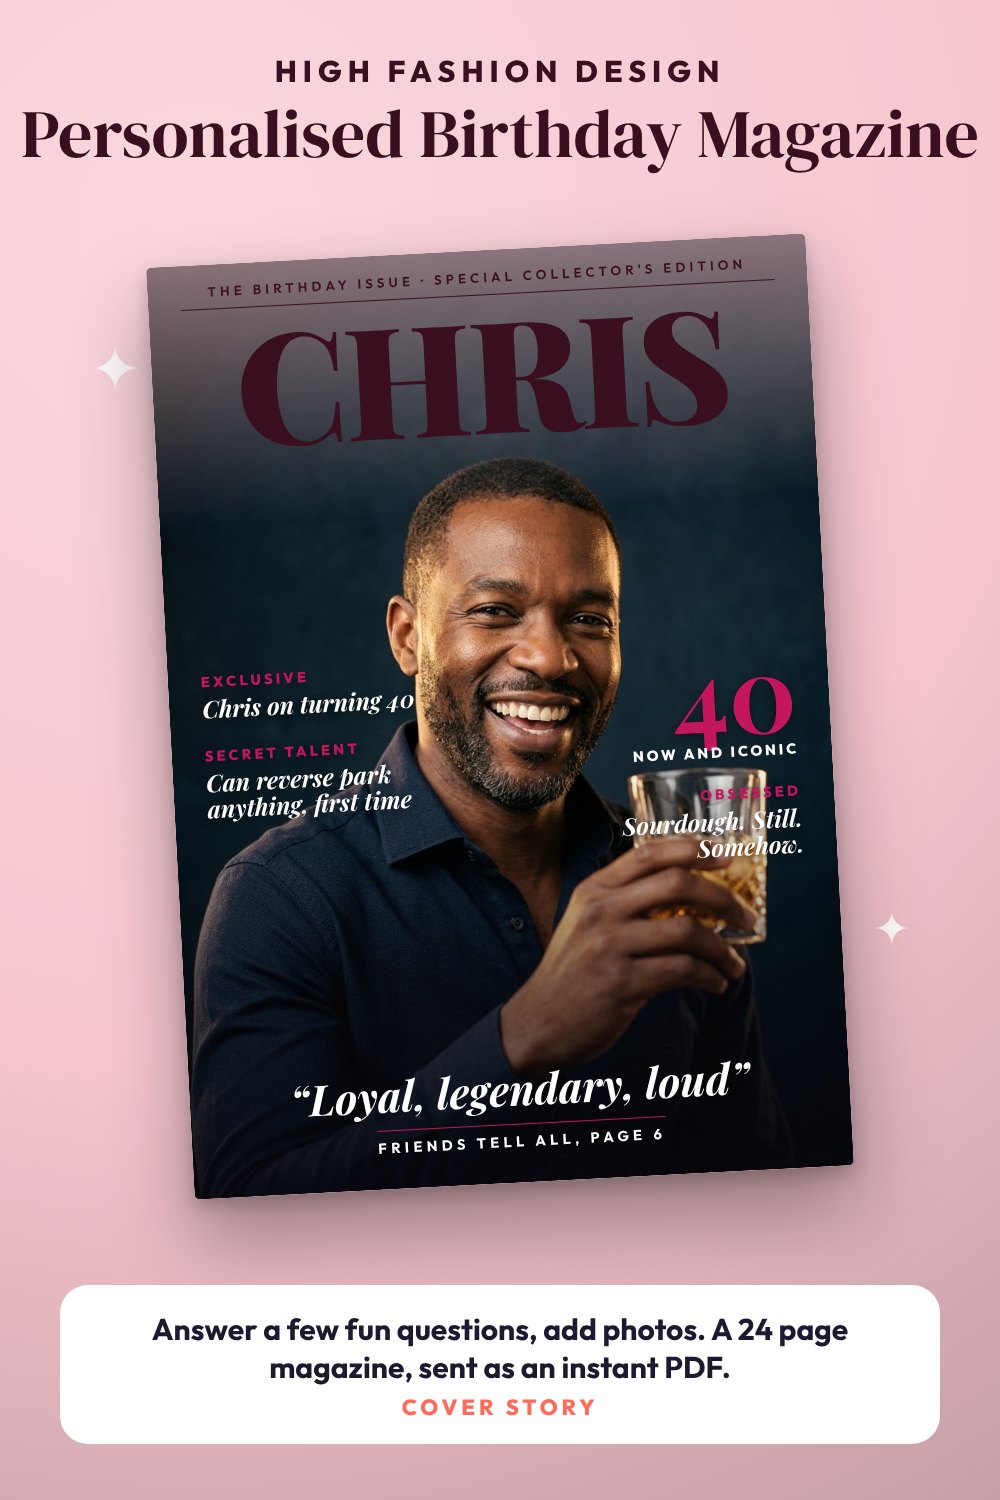 HIGH FASHION DESIGN
Personalised Birthday Magazine
THE BIRTHDAY ISSUE · SPECIAL COLLECTOR'S EDITION
CHRIS
EXCLUSIVE
Chris on turning 40
SECRET TALENT
Can reverse park
anything, first time
40
NOW AND ICONIC
OBSESSED
Sourdough. Still.
Somehow.
“Loyal, legendary, loud”
FRIENDS TELL ALL, PAGE 6
Answer a few fun questions, add photos. A 24 page
magazine, sent as an instant PDF.
COVER STORY